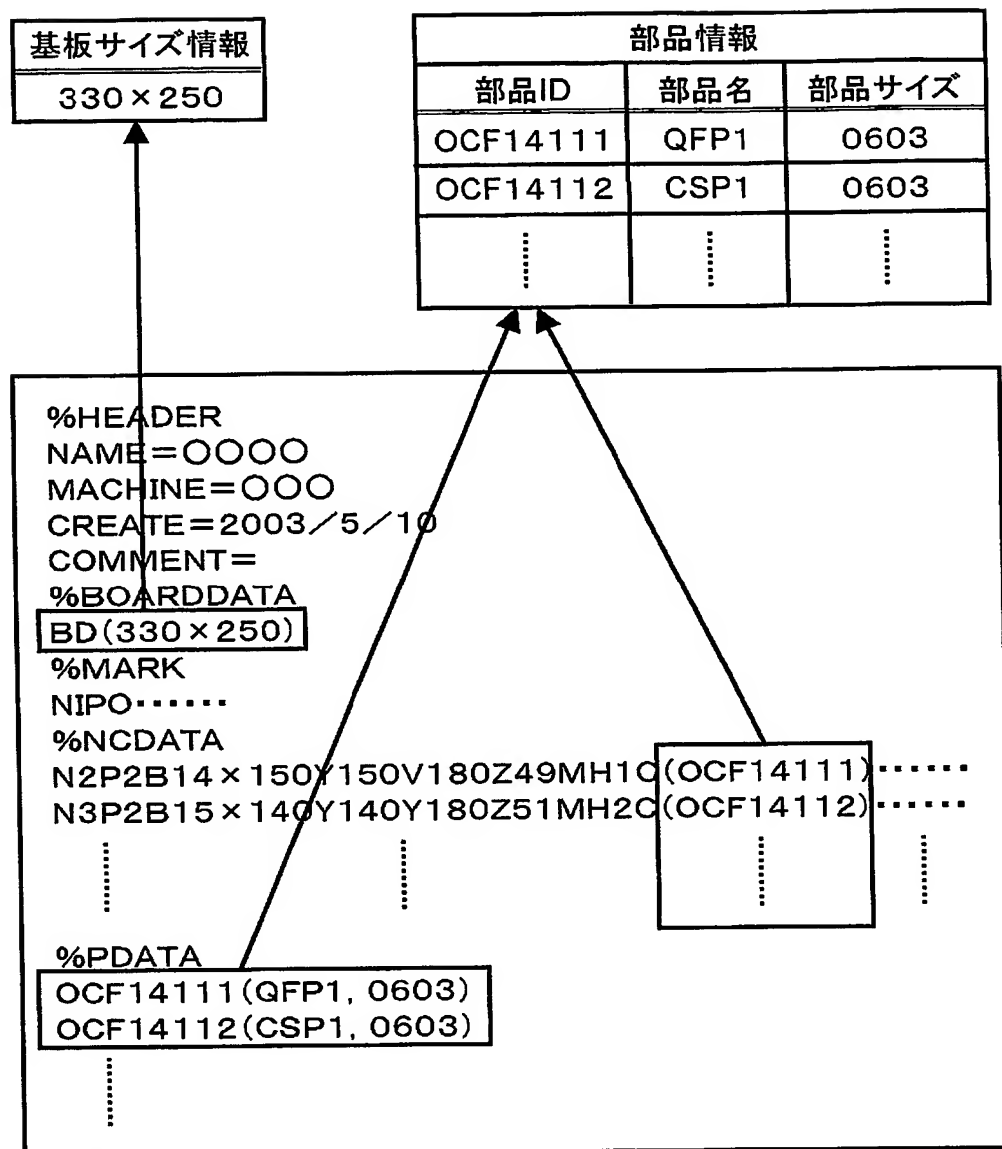 基板サイズ情報
330×250
部品情報
部品ID 部品名 部品サイズ
OCF14111 QFP1 0603
OCF14112 CSP1 0603
%HEADER
NAME=○○○○
MACHINE=○○○
CREATE=2003/5/10
COMMENT=
%BOARDDATA
BD(330×250)
%MARK
NIPO······
%NCDATA
N2P2B14×150Y150V180Z49MH1C(OCF14111)······
N3P2B15×140Y140Y180Z51MH2C(OCF14112)······
%PDATA
OCF14111(QFP1, 0603)
OCF14112(CSP1, 0603)